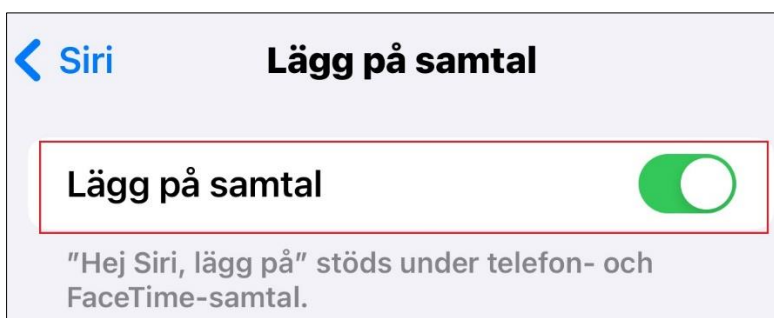 Siri Lägg på samtal
Lägg på samtal
"Hej Siri, lägg på" stöds under telefon- och
FaceTime-samtal.